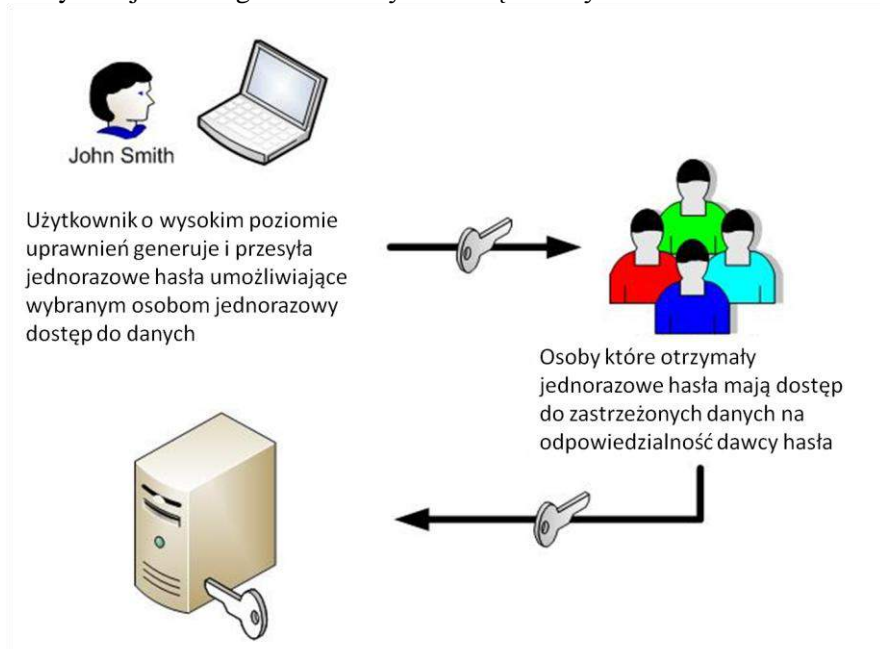 John Smith
Użytkownik o wysokim poziomie
uprawnień generuje i przesyła
jednorazowe hasła umożliwiające
wybranym osobom jednorazowy
dostęp do danych
Osoby które otrzymały
jednorazowe hasła mają dostęp
do zastrzeżonych danych na
odpowiedzialność dawcy hasła